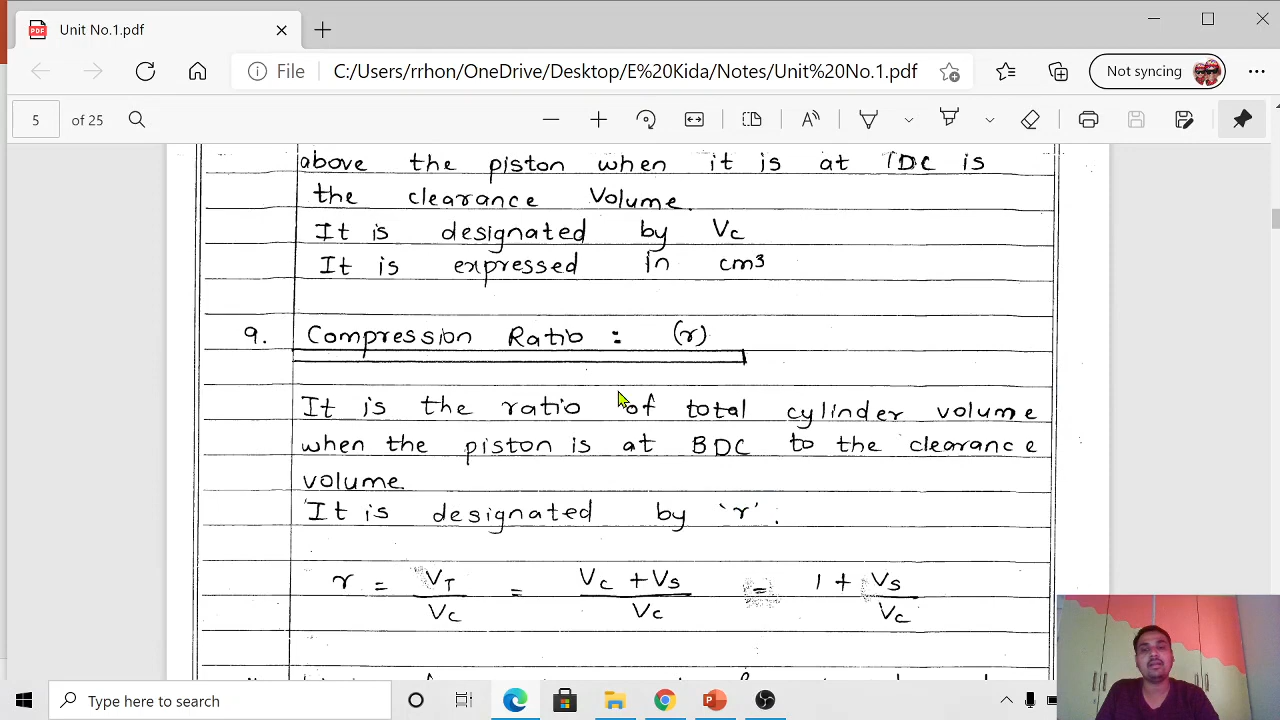 Unit No.1.pdf
File
C:/Users/rrhon/OneDrive/Desktop/E%20Kida/Notes/Unit%20No.1.pdf
Not syncing
5 of 25
above the piston when it is at TDC is
the clearance Volume.
It is designated by Vc
It is expressed in cm³
9. Compression Ratio : (r)
It is the ratio of total cylinder volume
when the piston is at BDC to the clearance
volume.
It is designated by 'r'.
r = VT/Vc = Vc + Vs/Vc = 1 + Vs/Vc
Type here to search